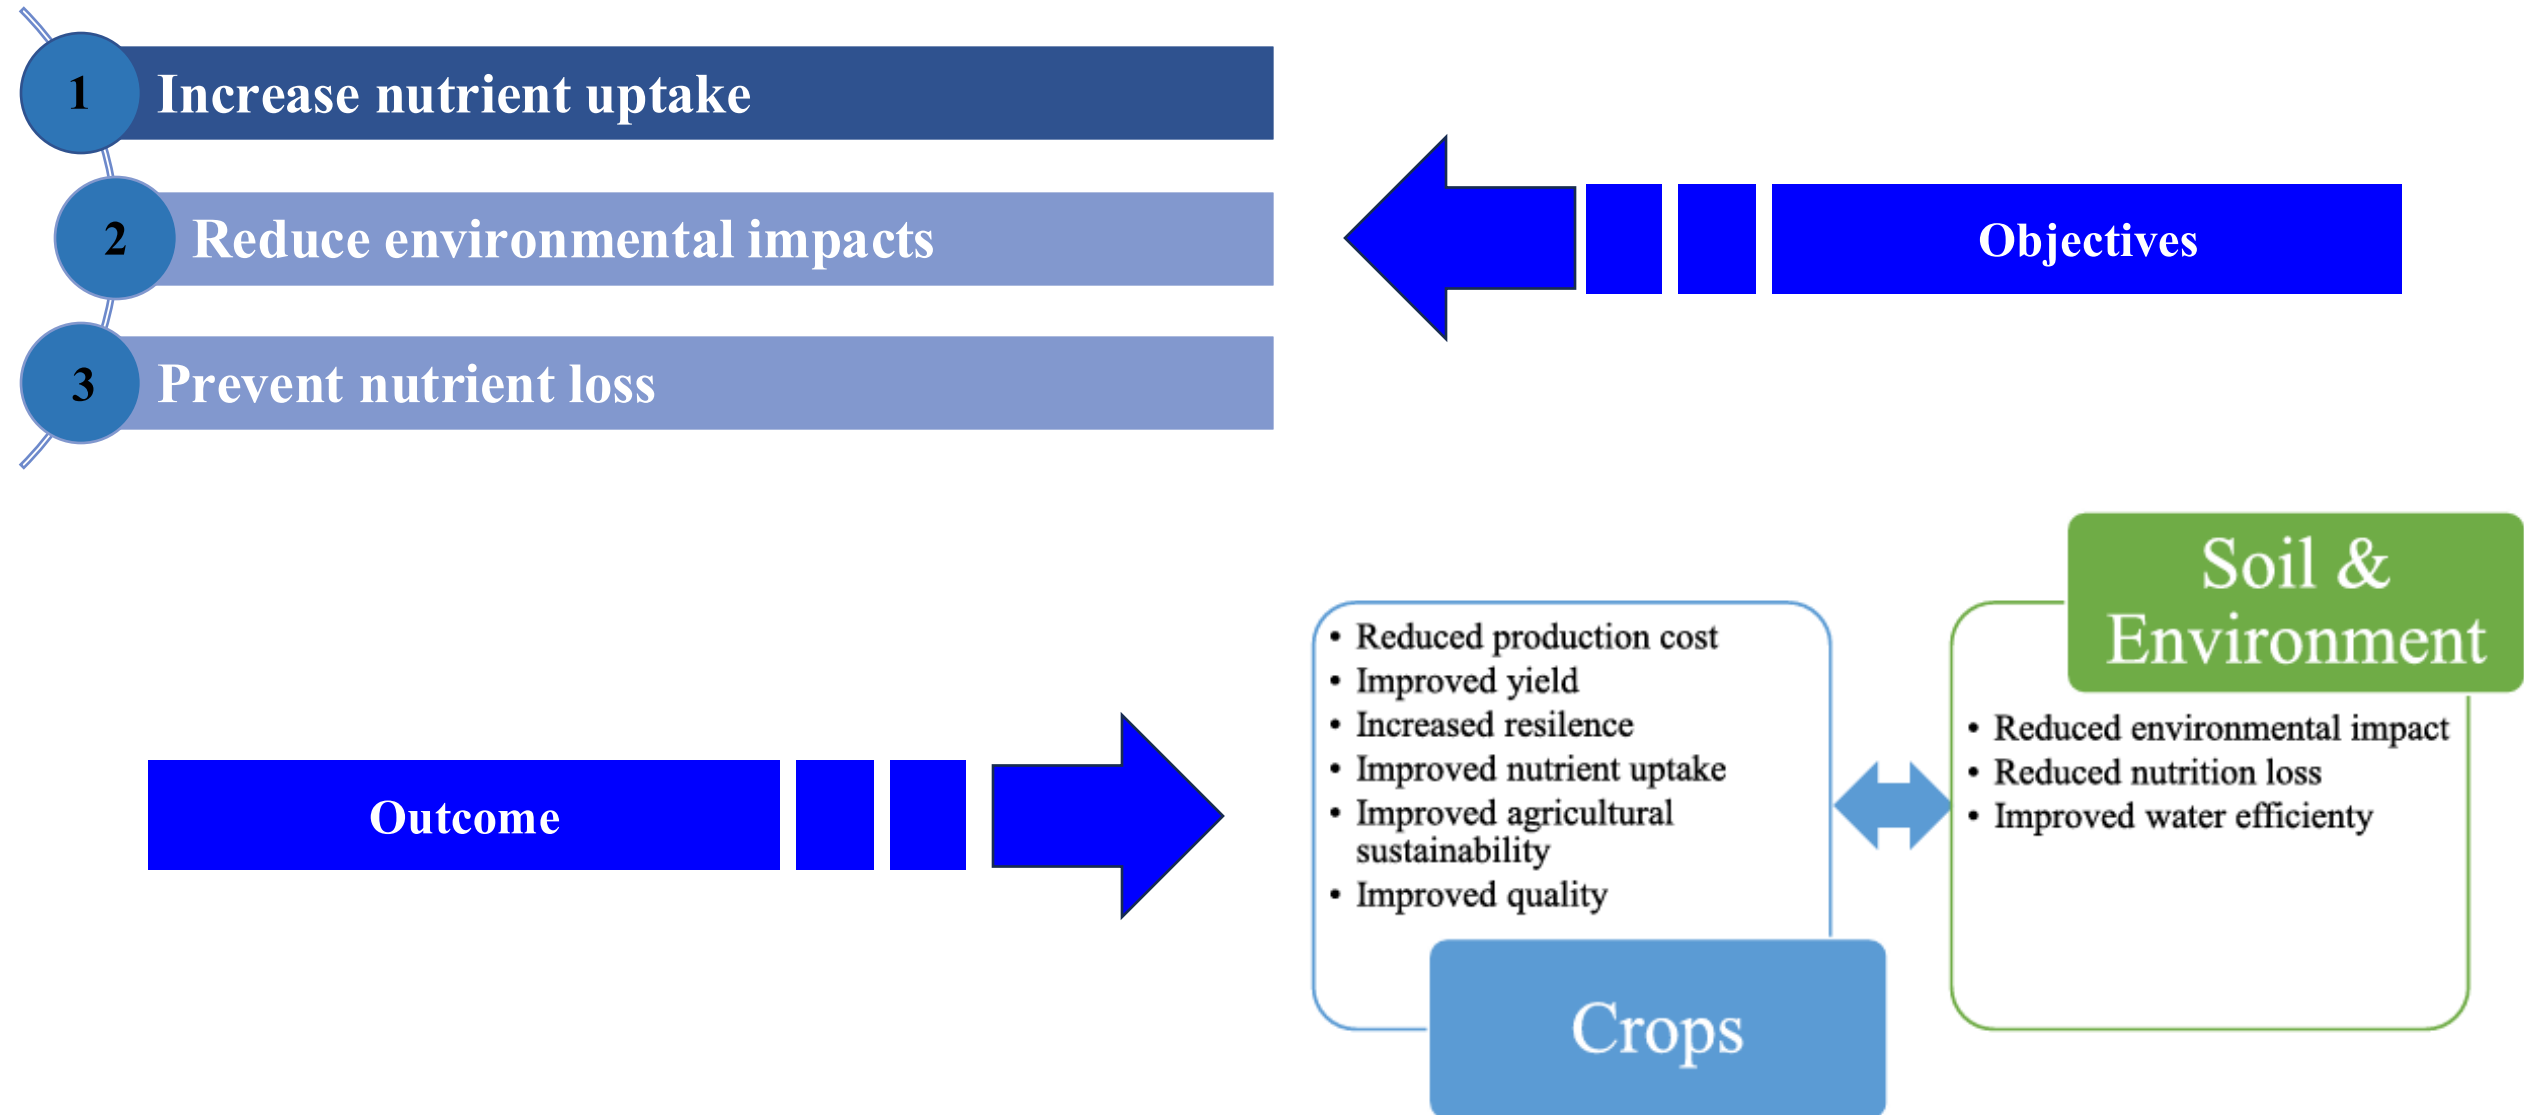 1 Increase nutrient uptake
2 Reduce environmental impacts
3 Prevent nutrient loss
Objectives
Outcome
• Reduced production cost
• Improved yield
• Increased resilence
• Improved nutrient uptake
• Improved agricultural
sustainability
• Improved quality
Crops
Soil &
Environment
• Reduced environmental impact
• Reduced nutrition loss
• Improved water efficienty